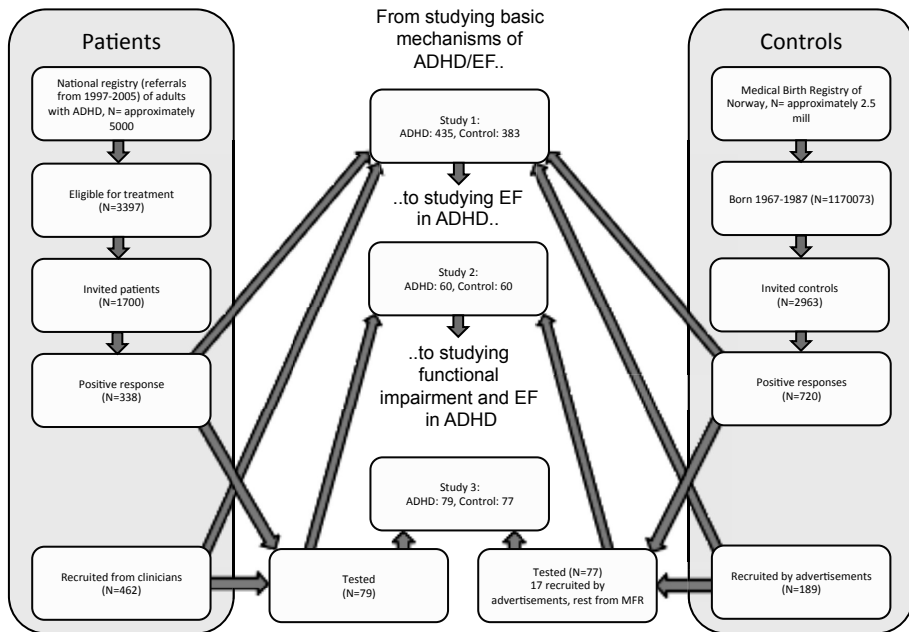 Patients
National registry (referrals
from 1997-2005) of adults
with ADHD, N= approximately
5000
Eligible for treatment
(N=3397)
Invited patients
(N=1700)
Positive response
(N=338)
Recruited from clinicians
(N=462)
From studying basic
mechanisms of
ADHD/EF..
Study 1:
ADHD: 435, Control: 383
..to studying EF
in ADHD..
Study 2:
ADHD: 60, Control: 60
..to studying
functional
impairment and EF
in ADHD
Study 3:
ADHD: 79, Control: 77
Tested
(N=79)
Tested (N=77)
17 recruited by
advertisements, rest from MFR
Controls
Medical Birth Registry of
Norway, N= approximately 2.5
mill
Born 1967-1987 (N=1170073)
Invited controls
(N=2963)
Positive responses
(N=720)
Recruited by advertisements
(N=189)